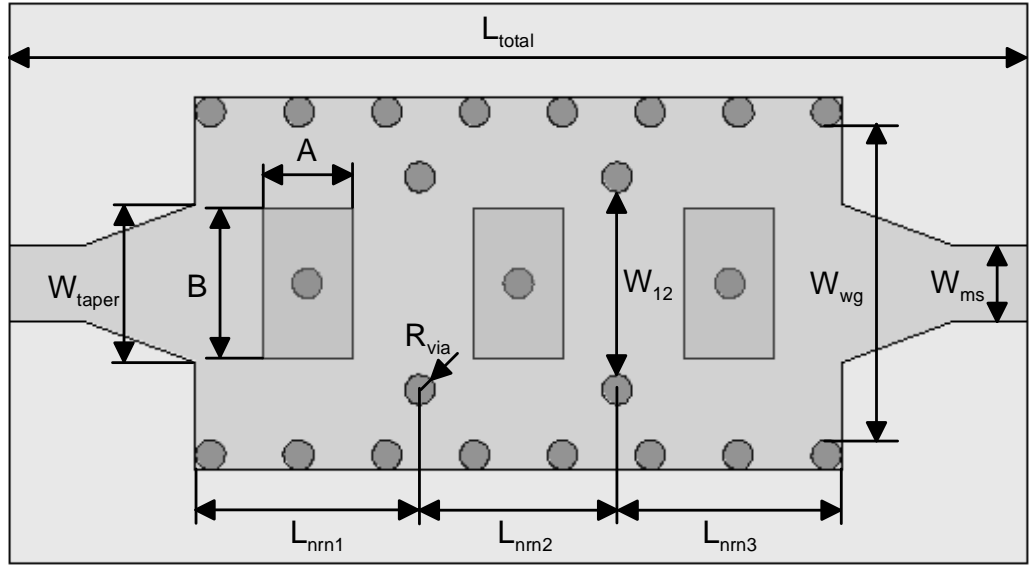 L_total
A
W_taper
B
W_12
W_wg
W_ms
R_via
L_nrn1
L_nrn2
L_nrn3